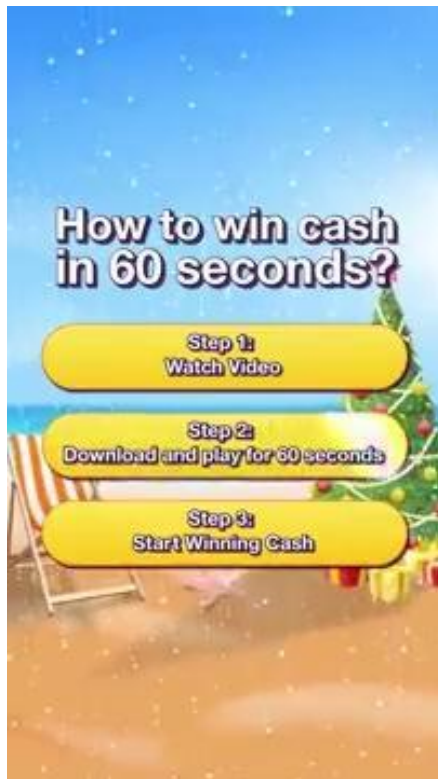 How to win cash
in 60 seconds?
Step 1:
Watch Video
Step 2:
Download and play for 60 seconds
Step 3:
Start Winning Cash